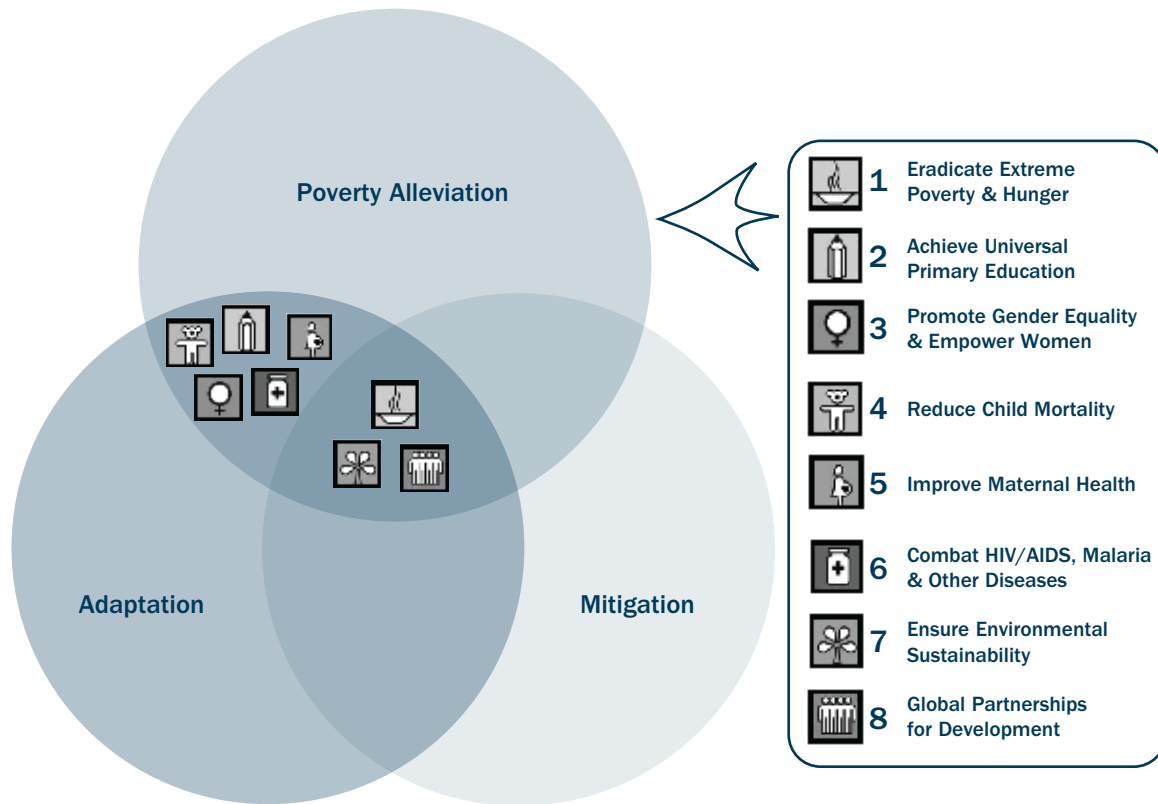 Poverty Alleviation
Adaptation
Mitigation
1 Eradicate Extreme
Poverty & Hunger
2 Achieve Universal
Primary Education
3 Promote Gender Equality
& Empower Women
4 Reduce Child Mortality
5 Improve Maternal Health
6 Combat HIV/AIDS, Malaria
& Other Diseases
7 Ensure Environmental
Sustainability
8 Global Partnerships
for Development